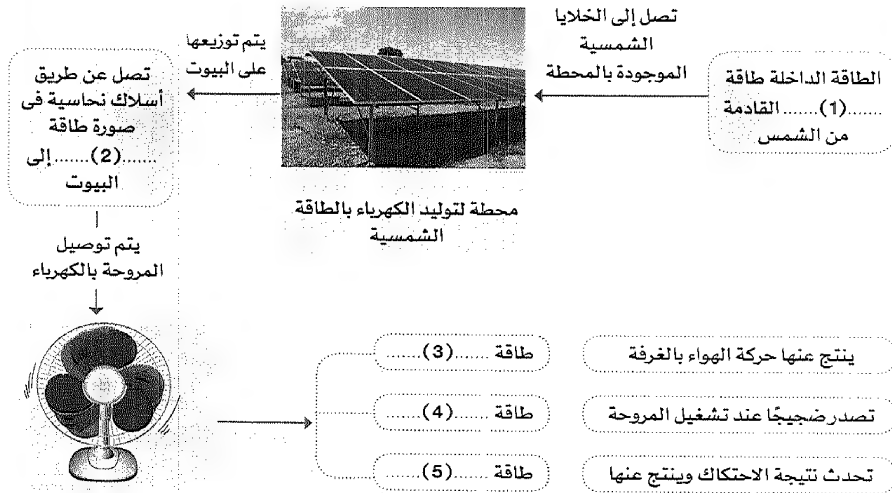 الطاقة الداخلة طاقة
......(1)...... القادمة
من الشمس
تصل إلى الخلايا
الشمسية
الموجودة بالمحطة
محطة لتوليد الكهرباء بالطاقة
الشمسية
يتم توزيعها
على البيوت
تصل عن طريق
أسلاك نحاسية فى
صورة طاقة
......(2)...... إلى
البيوت
يتم توصيل
المروحة بالكهرباء
ينتج عنها حركة الهواء بالغرفة
طاقة ......(3)......
تصدر ضجيجًا عند تشغيل المروحة
طاقة ......(4)......
تحدث نتيجة الاحتكاك وينتج عنها
طاقة ......(5)......